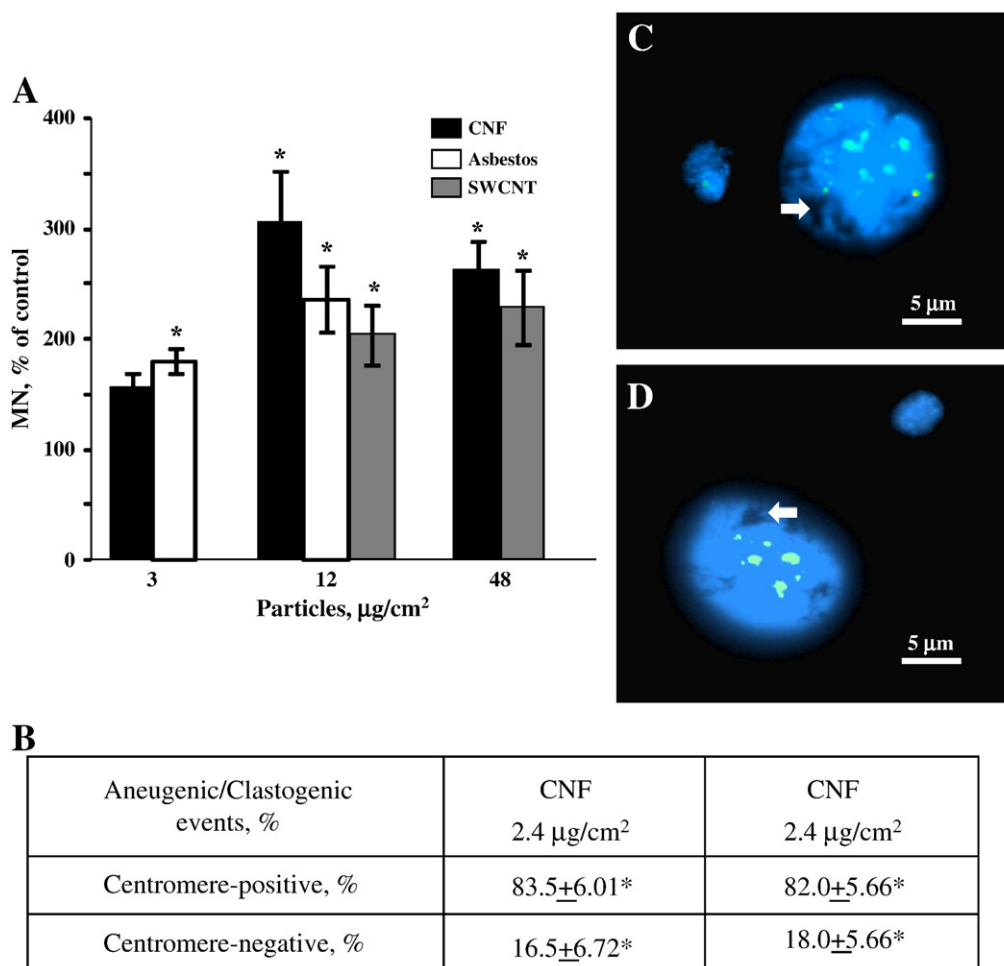 A
400
300
200
100
0
MN, % of control
*
*
*
*
*
*
CNF
Asbestos
SWCNT
3 12 48
Particles, μg/cm²
C
5 μm
D
5 μm
B
Aneugenic/Clastogenic events, %
CNF
2.4 μg/cm²
CNF
2.4 μg/cm²
Centromere-positive, %
83.5±6.01*
82.0±5.66*
Centromere-negative, %
16.5±6.72*
18.0±5.66*